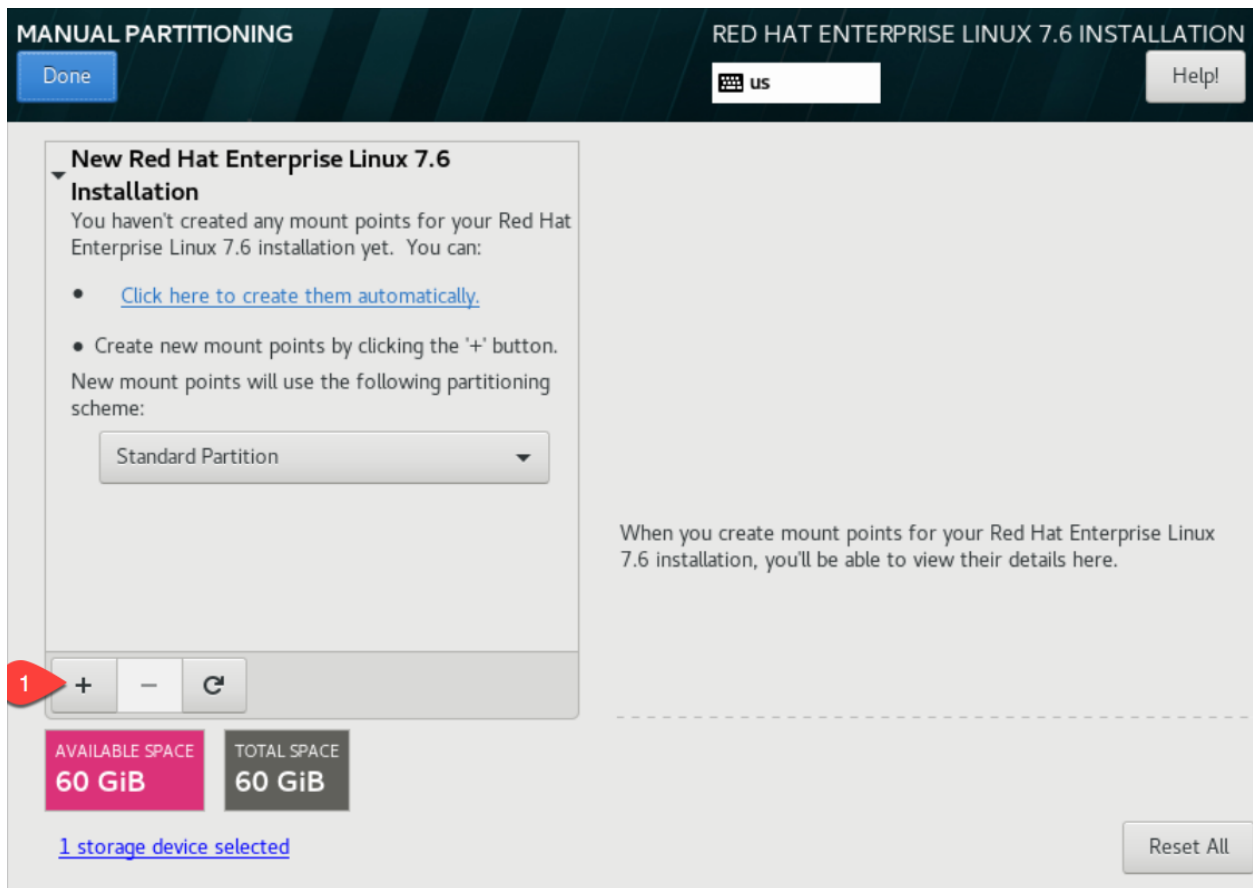 MANUAL PARTITIONING
RED HAT ENTERPRISE LINUX 7.6 INSTALLATION
Done
us
Help!
New Red Hat Enterprise Linux 7.6
Installation
You haven't created any mount points for your Red Hat
Enterprise Linux 7.6 installation yet. You can:
• Click here to create them automatically.
• Create new mount points by clicking the '+' button.
New mount points will use the following partitioning
scheme:
Standard Partition
When you create mount points for your Red Hat Enterprise Linux
7.6 installation, you'll be able to view their details here.
1
+ −
AVAILABLE SPACE
60 GiB
TOTAL SPACE
60 GiB
1 storage device selected
Reset All